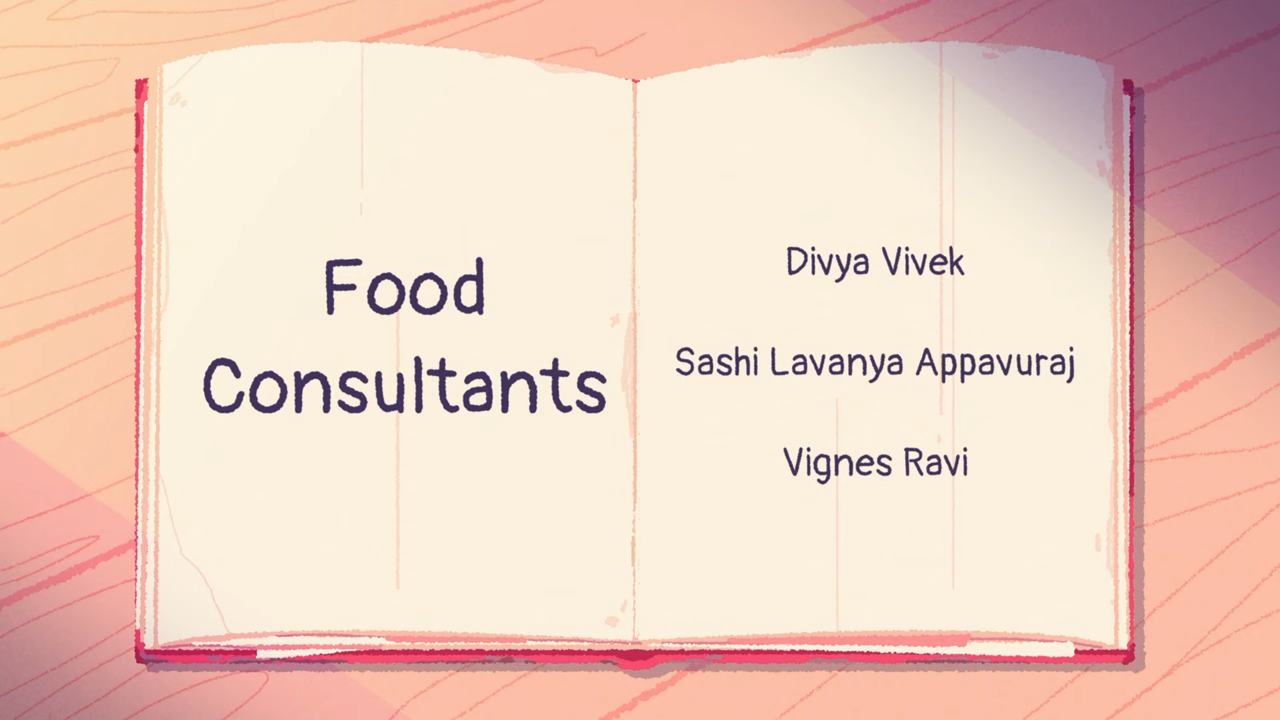 Food
Consultants
Divya Vivek
Sashi Lavanya Appavuraj
Vignes Ravi